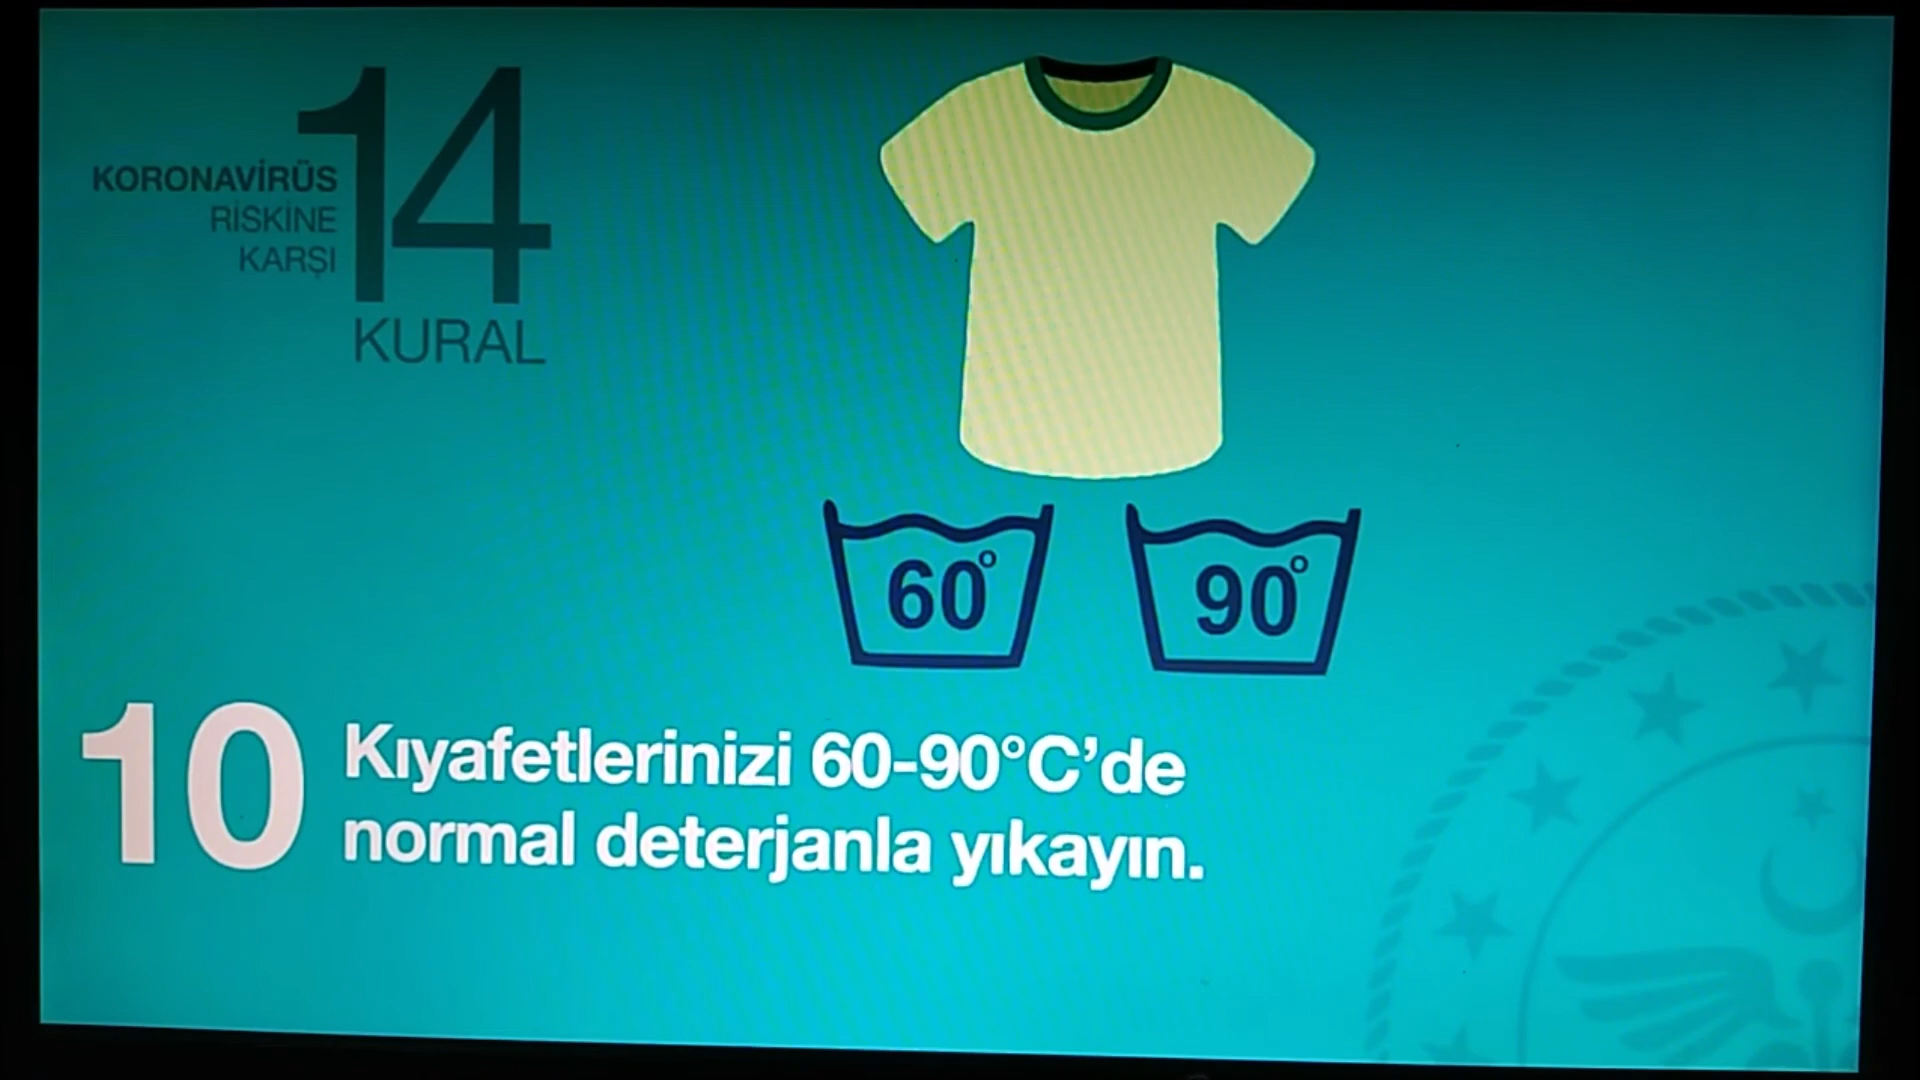 14
KORONAVİRÜS
RİSKİNE
KARŞI
KURAL
60°
90°
10
Kıyafetlerinizi 60-90°C’de
normal deterjanla yıkayın.